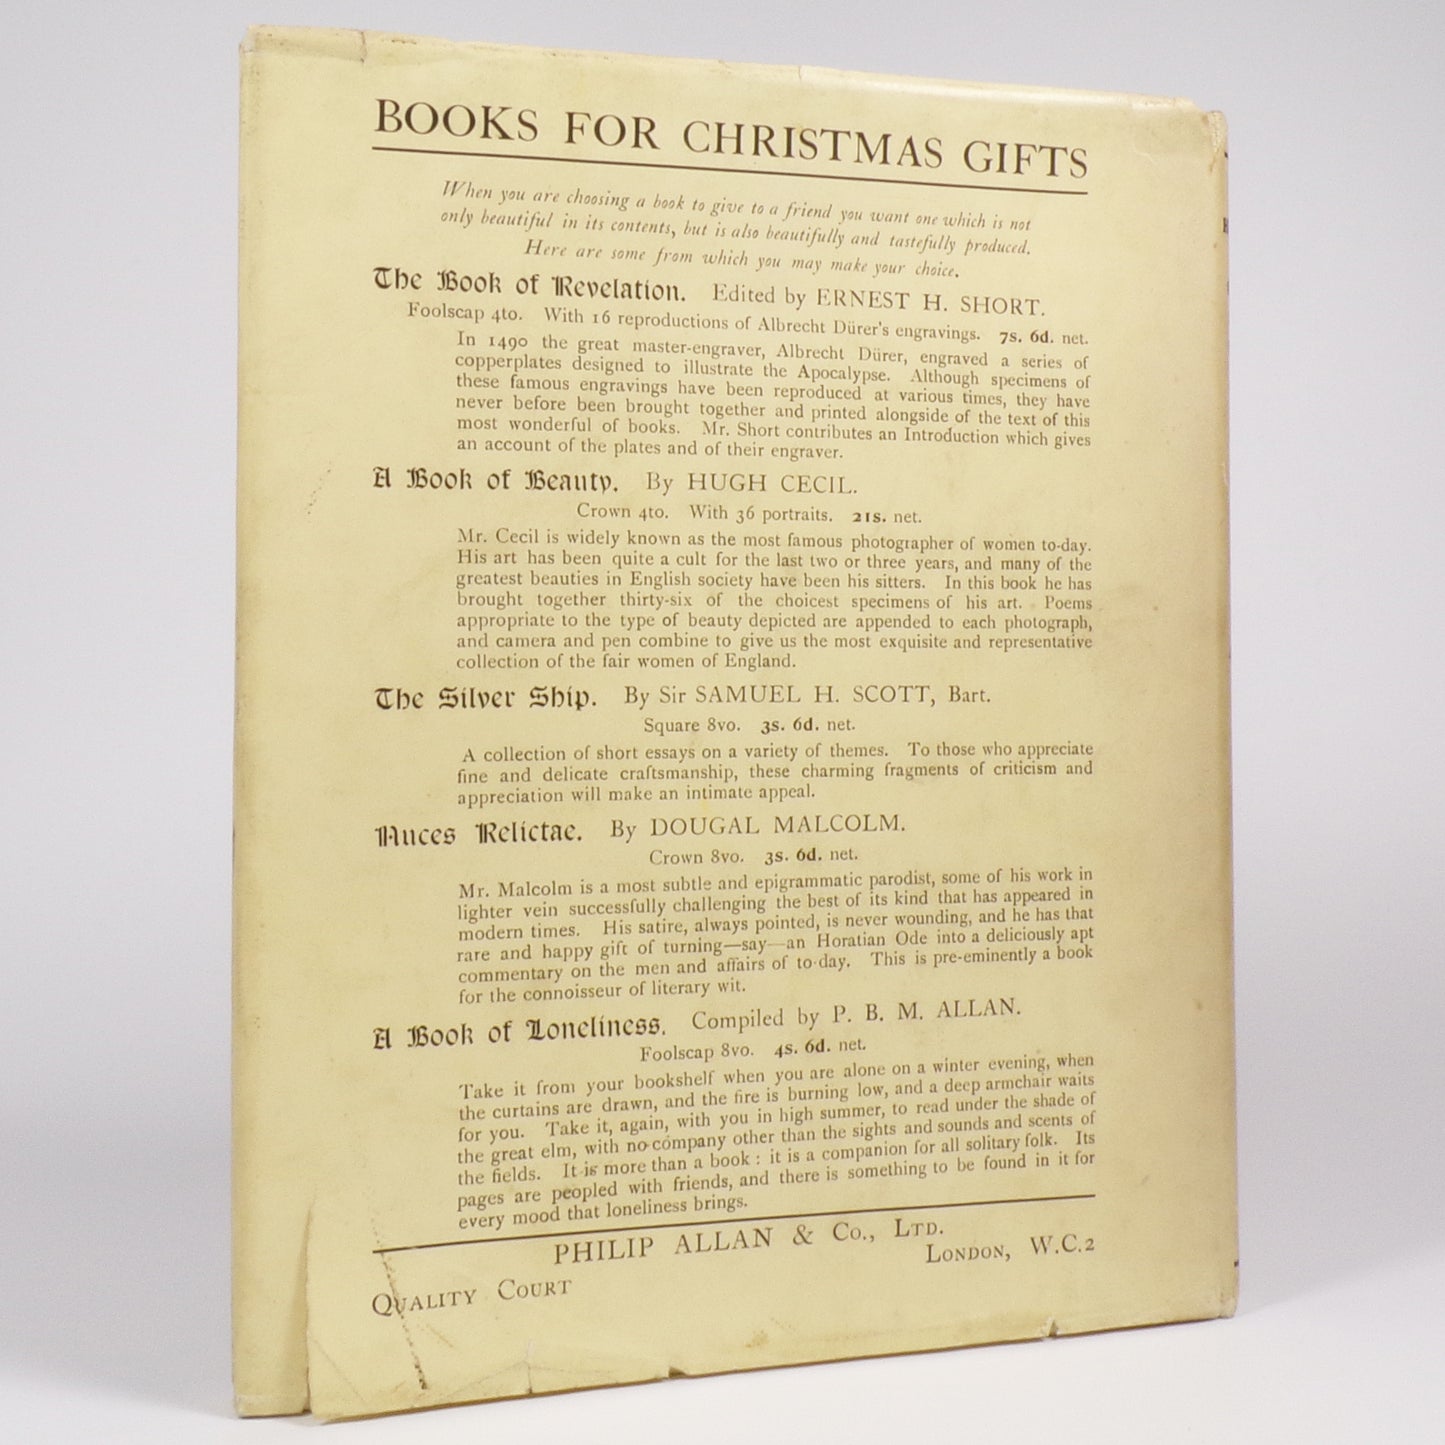 BOOKS FOR CHRISTMAS GIFTS
When you are choosing a book to give to a friend you want one which is not
only beautiful in its contents, but is also beautifully and tastefully produced.
Here are some from which you may make your choice.
The Book of Revelation. Edited by ERNEST H. SHORT.
Foolscap 4to. With 16 reproductions of Albrecht Dürer's engravings. 7s. 6d. net.
In 1490 the great master-engraver, Albrecht Dürer, engraved a series of
copperplates designed to illustrate the Apocalypse. Although specimens of
these famous engravings have been reproduced at various times, they have
never before been brought together and printed alongside of the text of this
most wonderful of books. Mr. Short contributes an Introduction which gives
an account of the plates and of their engraver.
A Book of Beauty. By HUGH CECIL.
Crown 4to. With 36 portraits. 21s. net.
Mr. Cecil is widely known as the most famous photographer of women to-day.
His art has been quite a cult for the last two or three years, and many of the
greatest beauties in English society have been his sitters. In this book he has
brought together thirty-six of the choicest specimens of his art. Poems
appropriate to the type of beauty depicted are appended to each photograph,
and camera and pen combine to give us the most exquisite and representative
collection of the fair women of England.
The Silver Ship. By Sir SAMUEL H. SCOTT, Bart.
Square 8vo. 3s. 6d. net.
A collection of short essays on a variety of themes. To those who appreciate
fine and delicate craftsmanship, these charming fragments of criticism and
appreciation will make an intimate appeal.
Nuces Relictae. By DOUGAL MALCOLM.
Crown 8vo. 3s. 6d. net.
Mr. Malcolm is a most subtle and epigrammatic parodist, some of his work in
lighter vein successfully challenging the best of its kind that has appeared in
modern times. His satire, always pointed, is never wounding, and he has that
rare and happy gift of turning—say—an Horatian Ode into a deliciously apt
commentary on the men and affairs of to-day. This is pre-eminently a book
for the connoisseur of literary wit.
A Book of Loneliness. Compiled by P. B. M. ALLAN.
Foolscap 8vo. 4s. 6d. net.
Take it from your bookshelf when you are alone on a winter evening, when
the curtains are drawn, and the fire is burning low, and a deep armchair waits
for you. Take it, again, with you in high summer, to read under the shade of
the great elm, with no company other than the sights and sounds and scents of
the fields. It is more than a book : it is a companion for all solitary folk. Its
pages are peopled with friends, and there is something to be found in it for
every mood that loneliness brings.
PHILIP ALLAN & Co., LTD.
QUALITY COURT LONDON, W.C.2